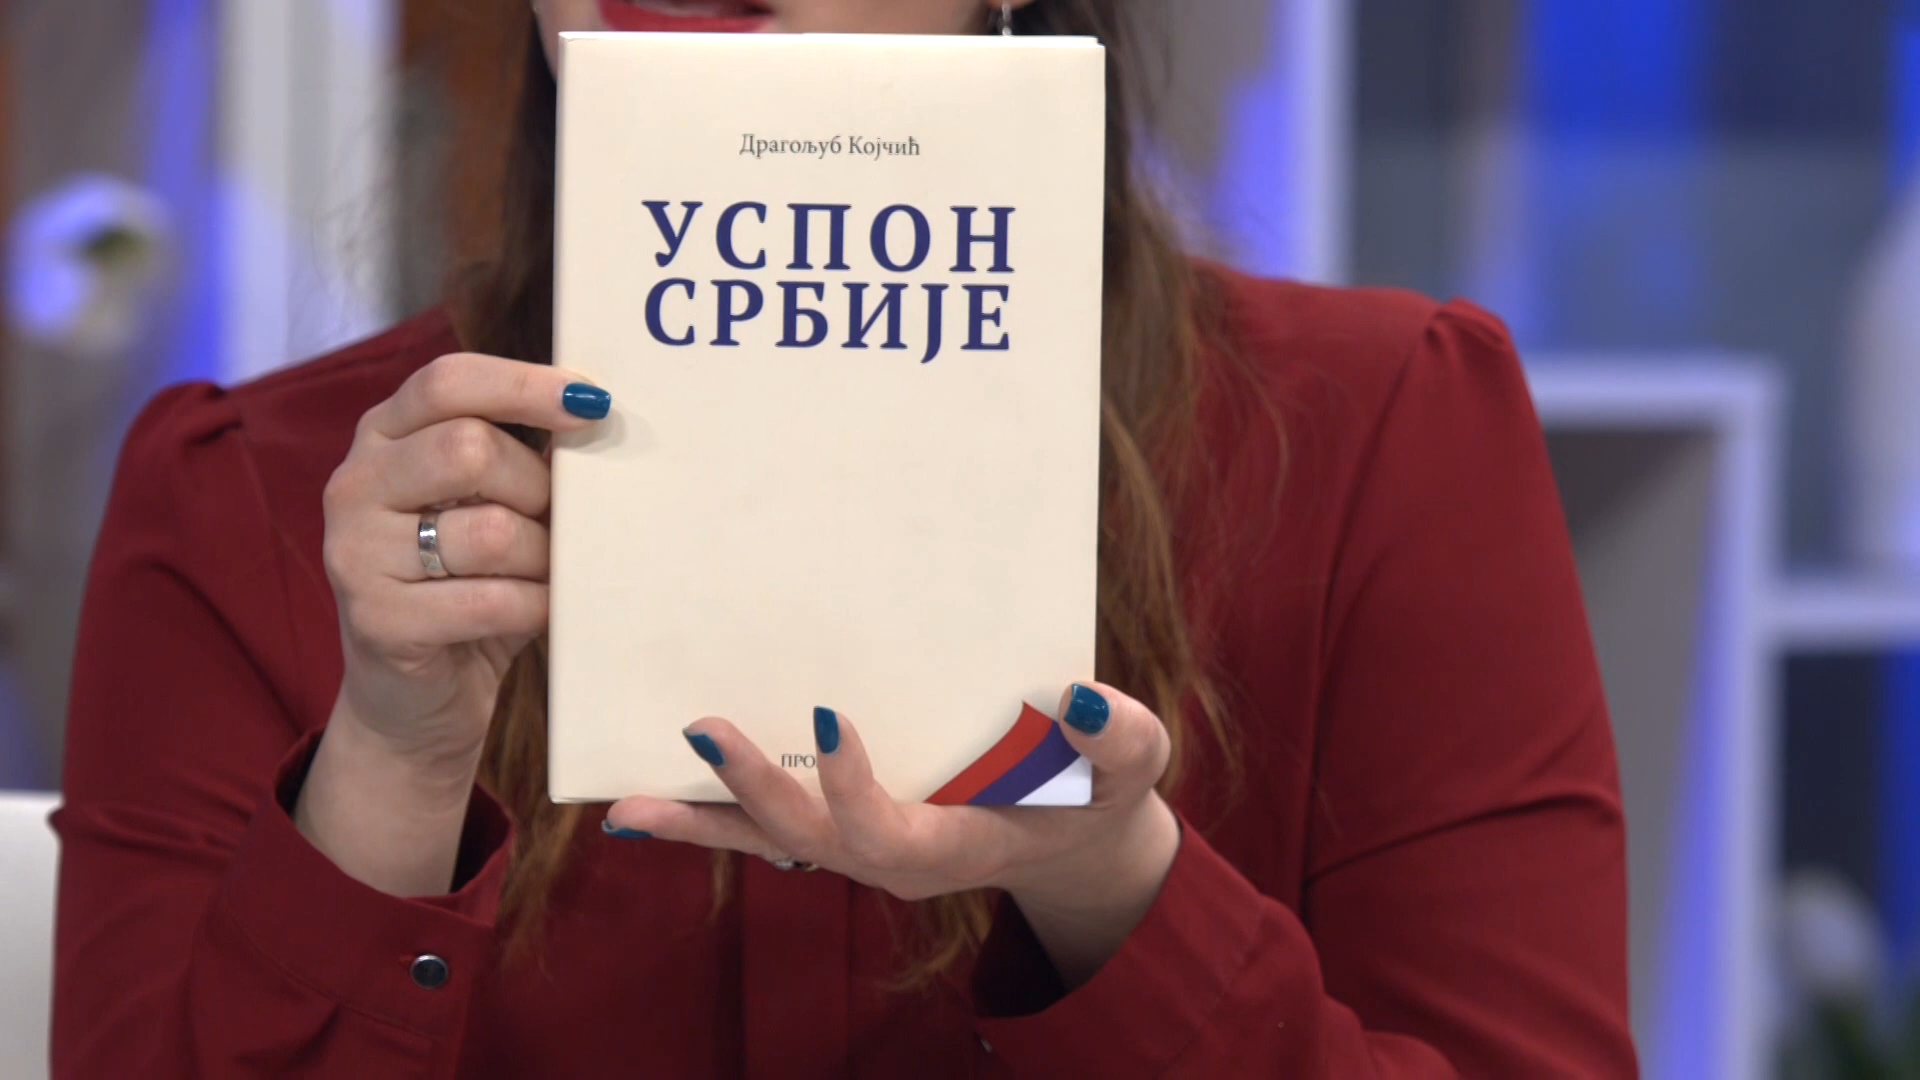 Драгољуб Којчић
УСПОН
СРБИЈЕ